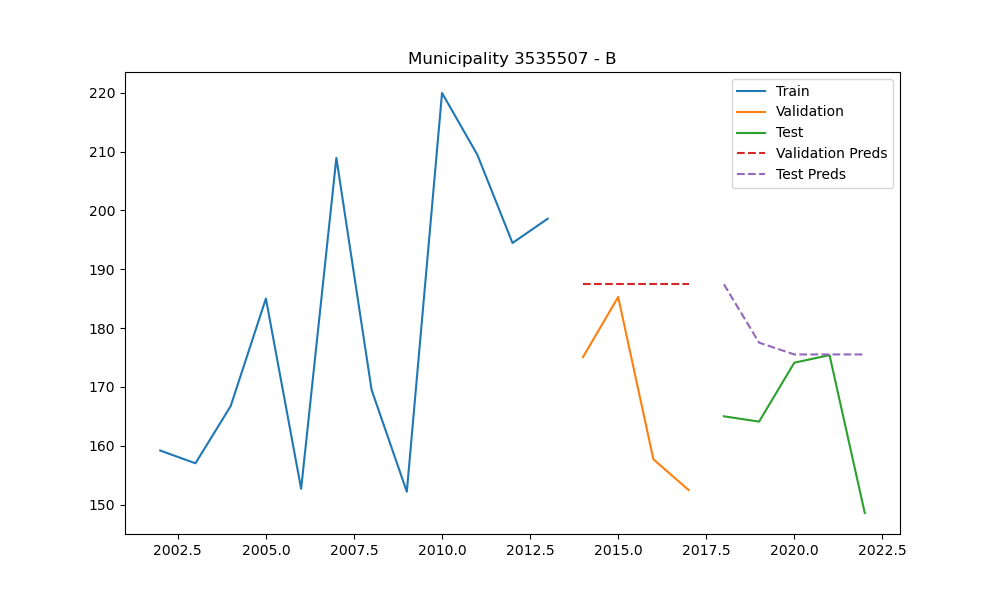 Municipality 3535507 - B
220
210
200
190
180
170
160
150
Train
Validation
Test
Validation Preds
Test Preds
2002.5 2005.0 2007.5 2010.0 2012.5 2015.0 2017.5 2020.0 2022.5